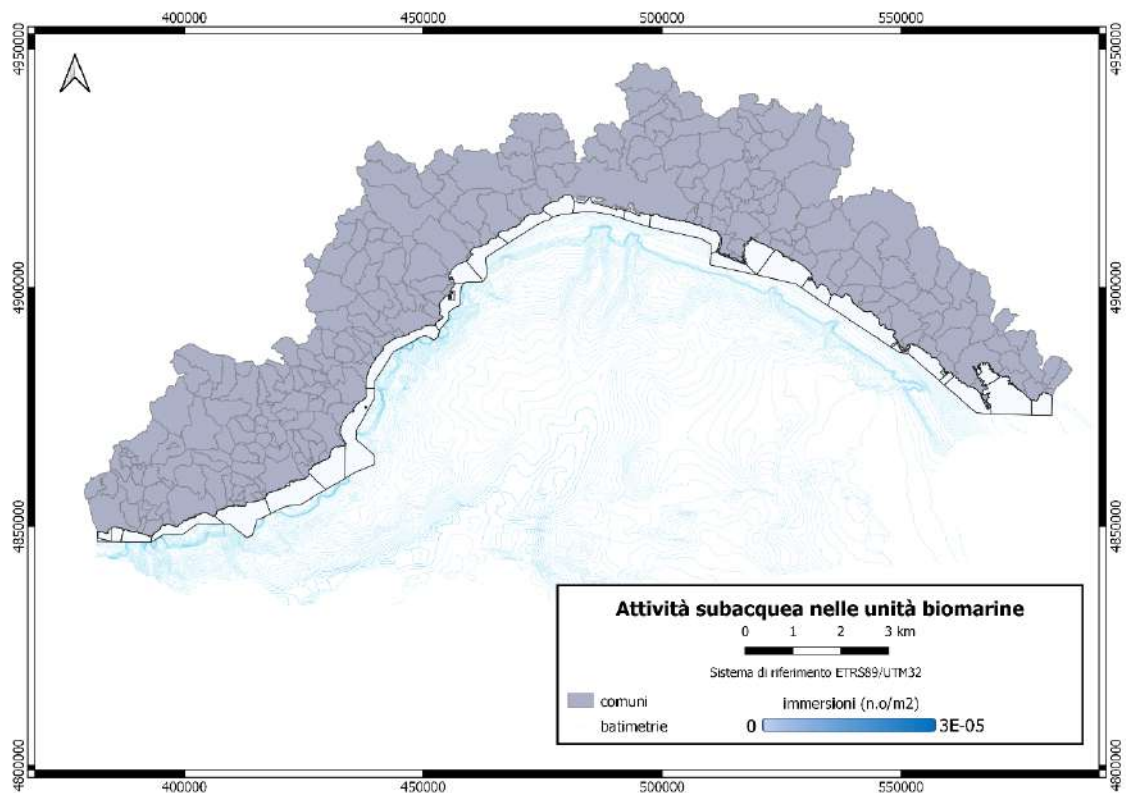 400000 450000 500000 550000
4950000 4950000
4900000 4900000
4850000 4850000
4800000 4800000
Attività subacquea nelle unità biomarine
0 1 2 3 km
Sistema di riferimento ETRS89/UTM32
comuni
immersioni (n.o/m2)
batimetrie
0 3E-05
400000 450000 500000 550000